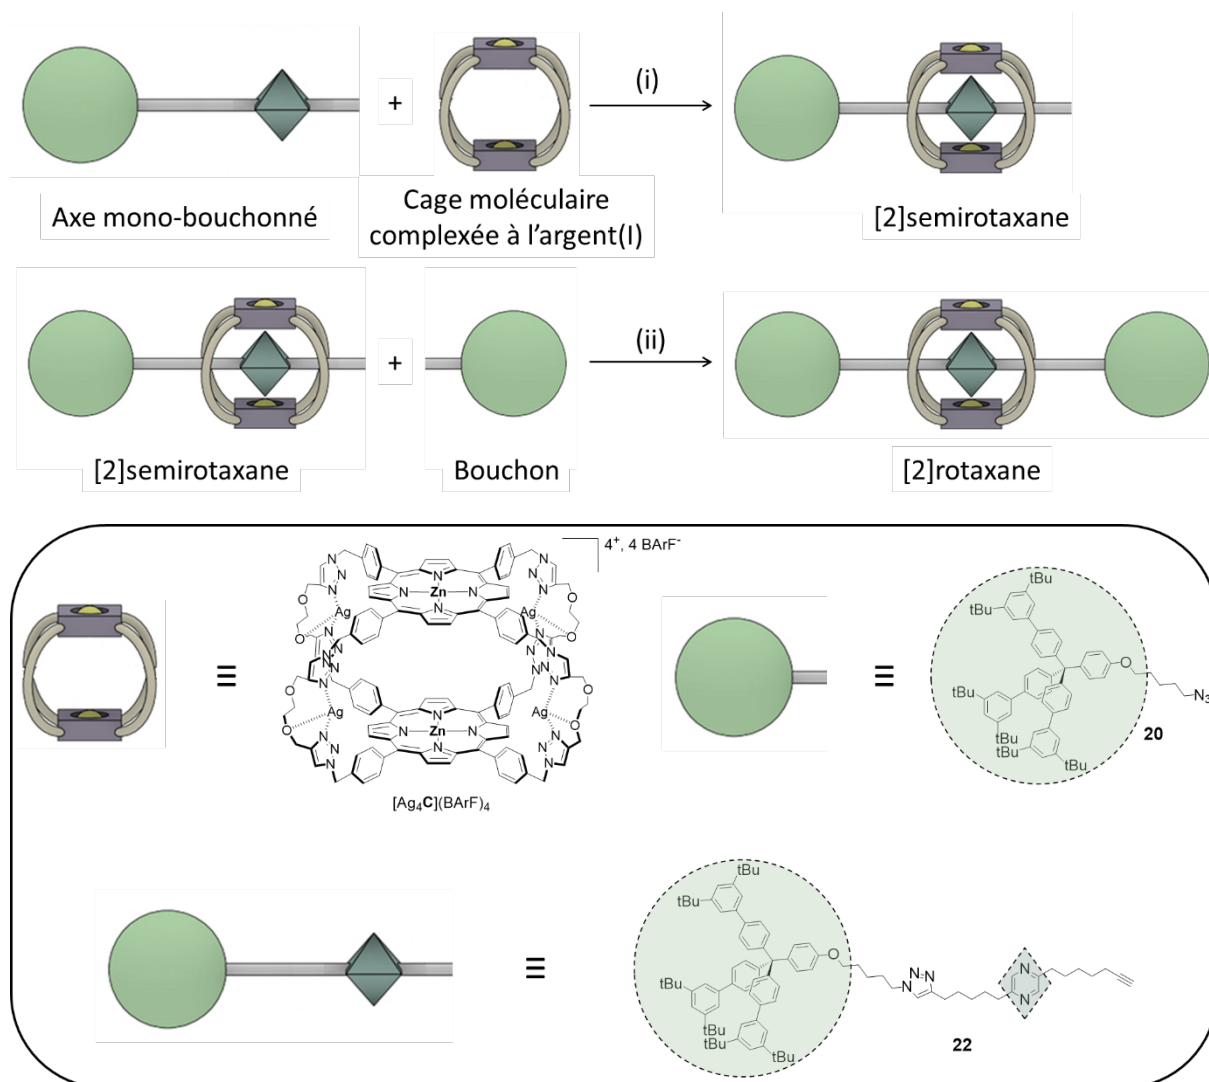 +
(i)
Axe mono-bouchonné
Cage moléculaire
complexée à l'argent(I)
[2]semirotaxane
+
(ii)
[2]semirotaxane
Bouchon
[2]rotaxane
4⁺, 4 BArF⁻
N N N
N N N
N N Zn N N
O O
Ag Ag
O O
N N N
N N N
Ag Ag
O O
N N Zn N N
N N N
N N N
[Ag₄C](BArF)₄
≡
tBu
tBu
O
tBu
N₃
20
tBu
tBu
tBu
≡
tBu
tBu
O
tBu
N N N
N
N
tBu
tBu
tBu
22
≡